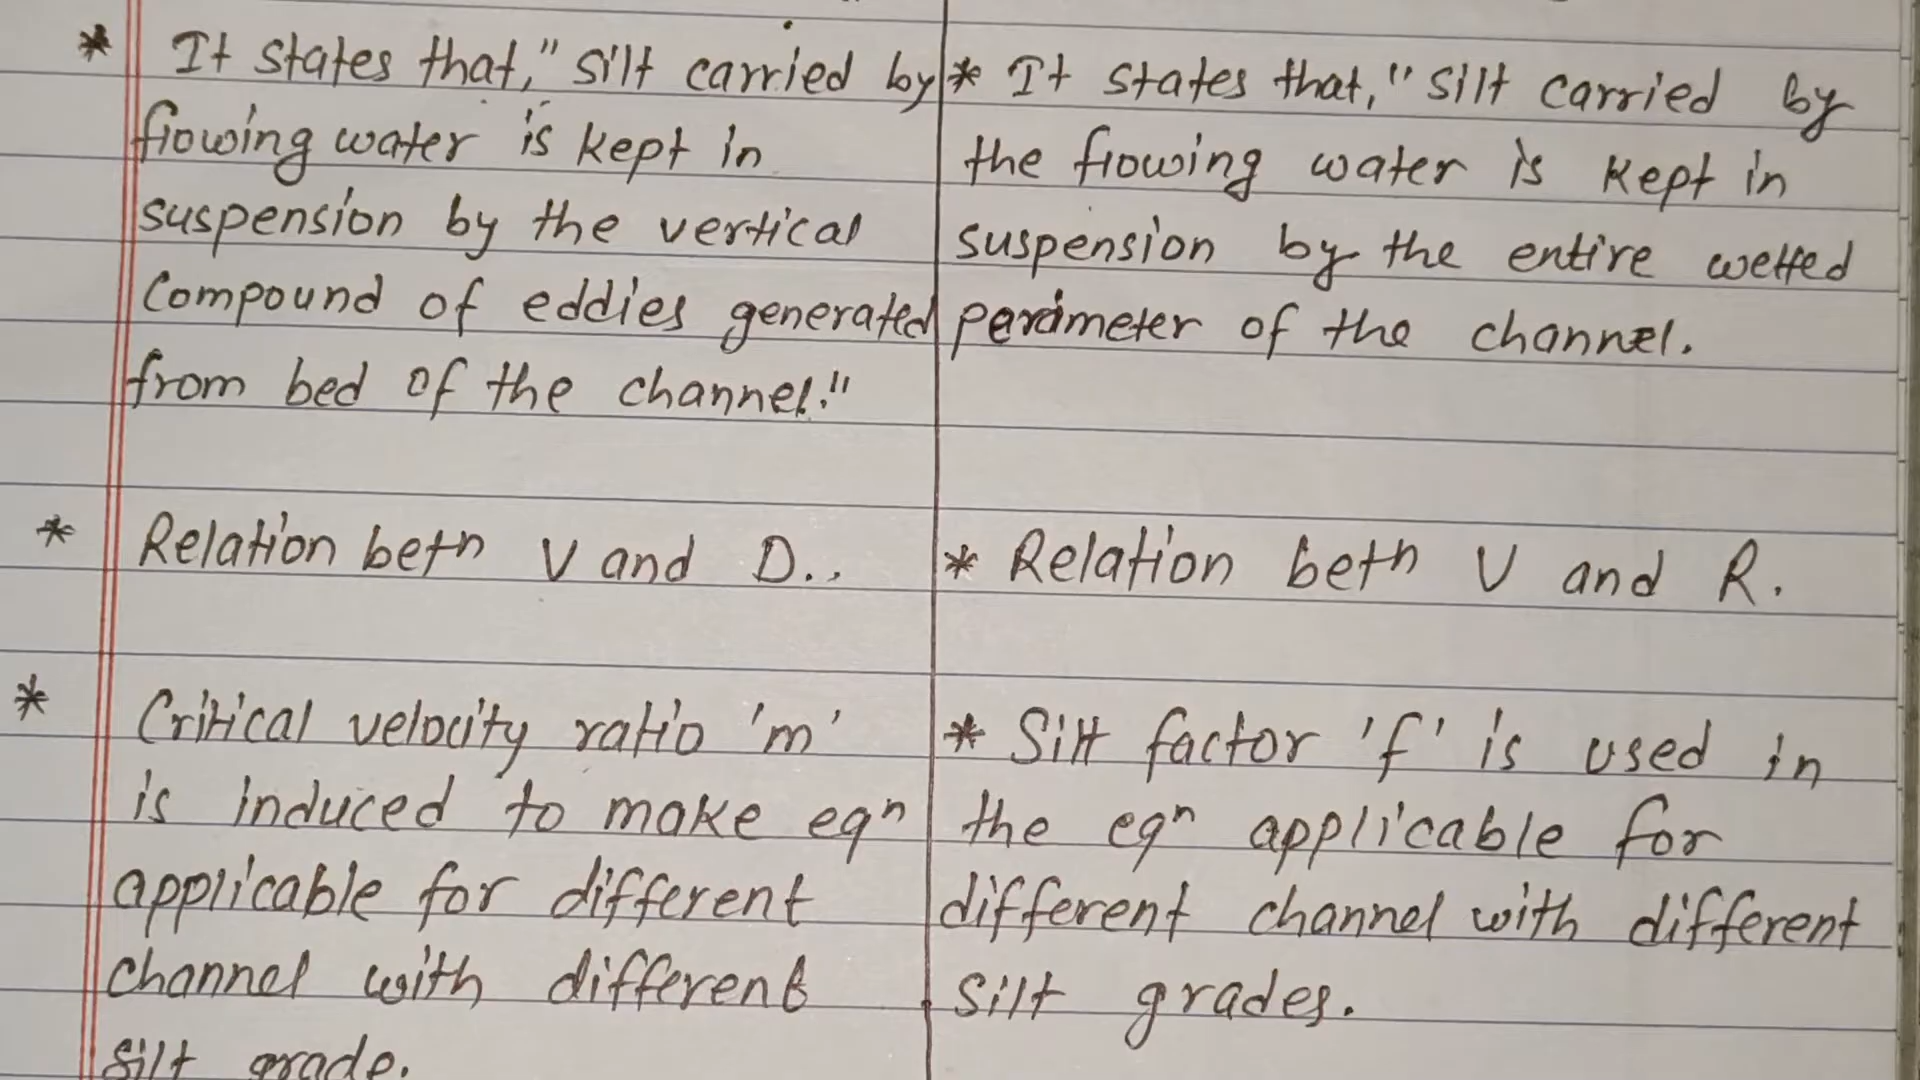 * It states that," silt carried by
flowing water is kept in
suspension by the vertical
Compound of eddies generated
from bed of the channel."
* Relation betn V and D..
* Critical velocity ratio 'm'
is induced to make eqn
applicable for different
channel with different
silt grade.
* It states that," silt carried by
the flowing water is kept in
suspension by the entire wetted
perimeter of the channel.
* Relation betn V and R.
* Silt factor 'f' is used in
the eqn applicable for
different channel with different
silt grades.